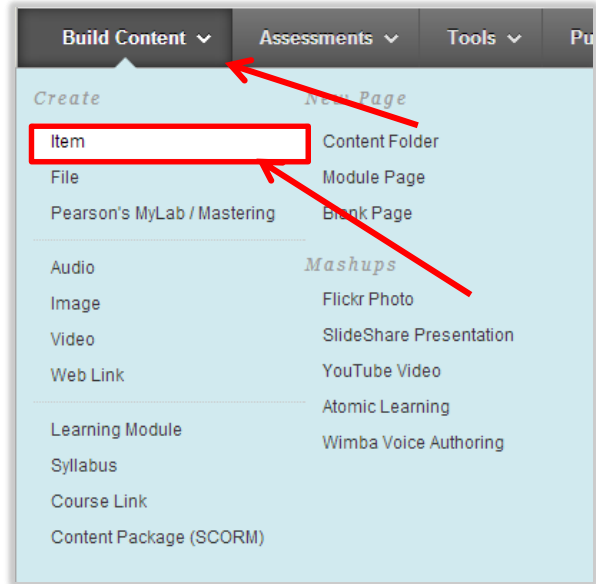 Build Content Assessments Tools Pu
Create
Item
File
Pearson's MyLab / Mastering
Audio
Image
Video
Web Link
Learning Module
Syllabus
Course Link
Content Package (SCORM)
New Page
Content Folder
Module Page
Blank Page
Mashups
Flickr Photo
SlideShare Presentation
YouTube Video
Atomic Learning
Wimba Voice Authoring